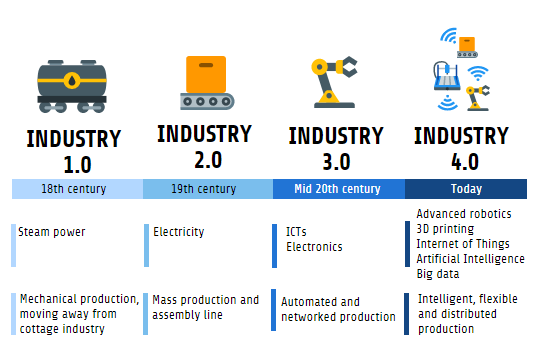 INDUSTRY
1.0
INDUSTRY
2.0
INDUSTRY
3.0
INDUSTRY
4.0
18th century
19th century
Mid 20th century
Today
Steam power
Electricity
ICTs
Electronics
Advanced robotics
3D printing
Internet of Things
Artificial Intelligence
Big data
Mechanical production,
moving away from
cottage industry
Mass production and
assembly line
Automated and
networked production
Intelligent, flexible
and distributed
production